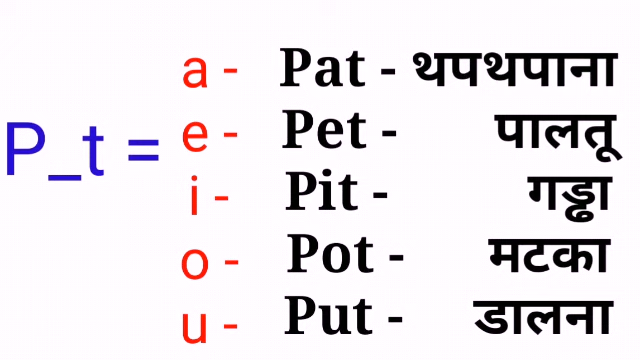 P_t =
a - Pat - थपथपाना
e - Pet - पालतू
i - Pit - गड्ढा
o - Pot - मटका
u - Put - डालना